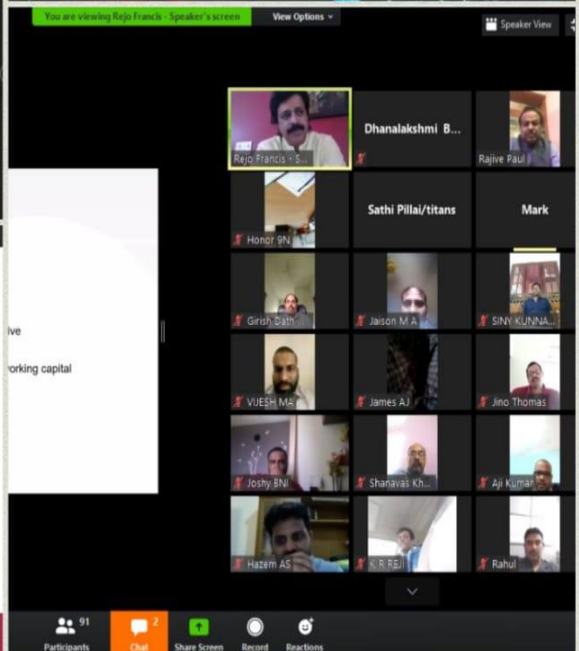 You are viewing Rejo Francis - Speaker's screen
View Options
Speaker View
Rejo Francis - S...
Dhanalakshmi B...
Rajive Paul
Honor 9N
Sathi Pillai/titans
Mark
Girish Dath
Jaison M A
SINY KUNNA...
ive
orking capital
VIJESH MA
James AJ
Jino Thomas
Joshy BNI
Shanavas Kh...
Aji Kumar
Hazem AS
K R REJI
Rahul
91
2
Participants
Chat
Share Screen
Record
Reactions